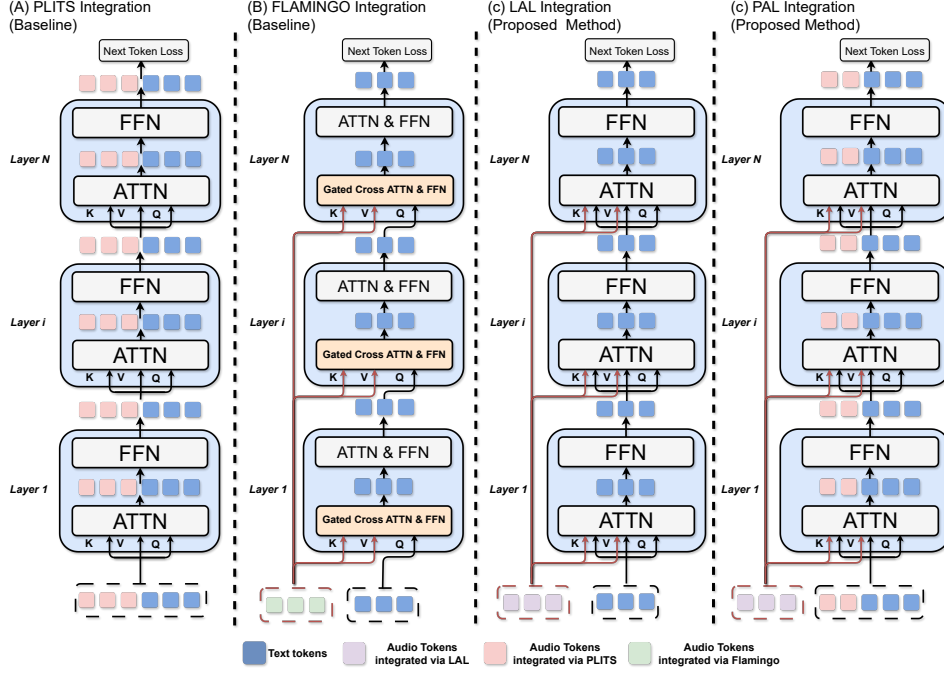 (A) PLITS Integration
(Baseline)
Next Token Loss
FFN
Layer N
ATTN
K V Q
FFN
Layer i
ATTN
K V Q
FFN
Layer 1
ATTN
K V Q
(B) FLAMINGO Integration
(Baseline)
Next Token Loss
ATTN & FFN
Layer N
Gated Cross ATTN & FFN
K V Q
ATTN & FFN
Layer i
Gated Cross ATTN & FFN
K V Q
ATTN & FFN
Layer 1
Gated Cross ATTN & FFN
K V Q
(c) LAL Integration
(Proposed Method)
Next Token Loss
FFN
Layer N
ATTN
K V Q
FFN
Layer i
ATTN
K V Q
FFN
Layer 1
ATTN
K V Q
(c) PAL Integration
(Proposed Method)
Next Token Loss
FFN
Layer N
ATTN
K V Q
FFN
Layer i
ATTN
K V Q
FFN
Layer 1
ATTN
K V Q
Text tokens
Audio Tokens
integrated via LAL
Audio Tokens
integrated via PLITS
Audio Tokens
integrated via Flamingo